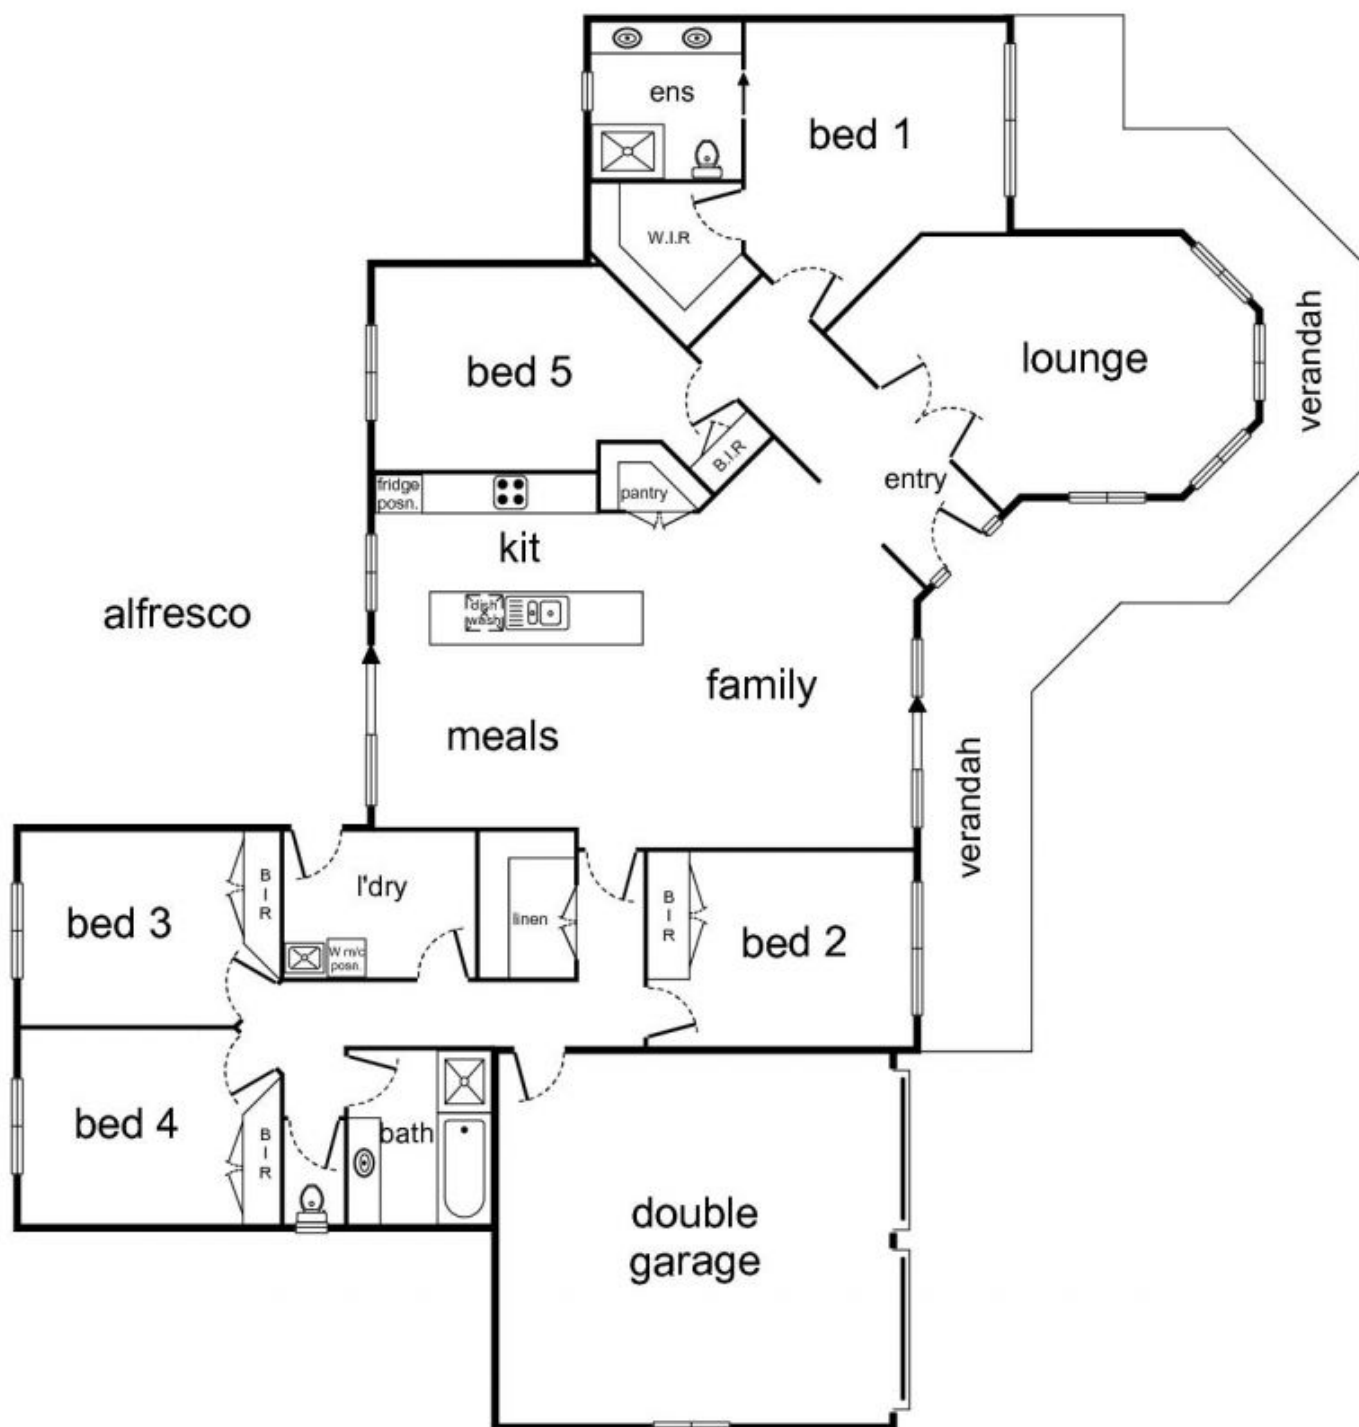 ens
bed 1
W.I.R
bed 5
lounge
verandah
B.I.R
fridge
posn.
pantry
entry
kit
dish
wash
alfresco
family
meals
verandah
bed 3
B
I
R
l'dry
W m/c
posn.
linen
B
I
R
bed 2
bed 4
B
I
R
bath
double
garage